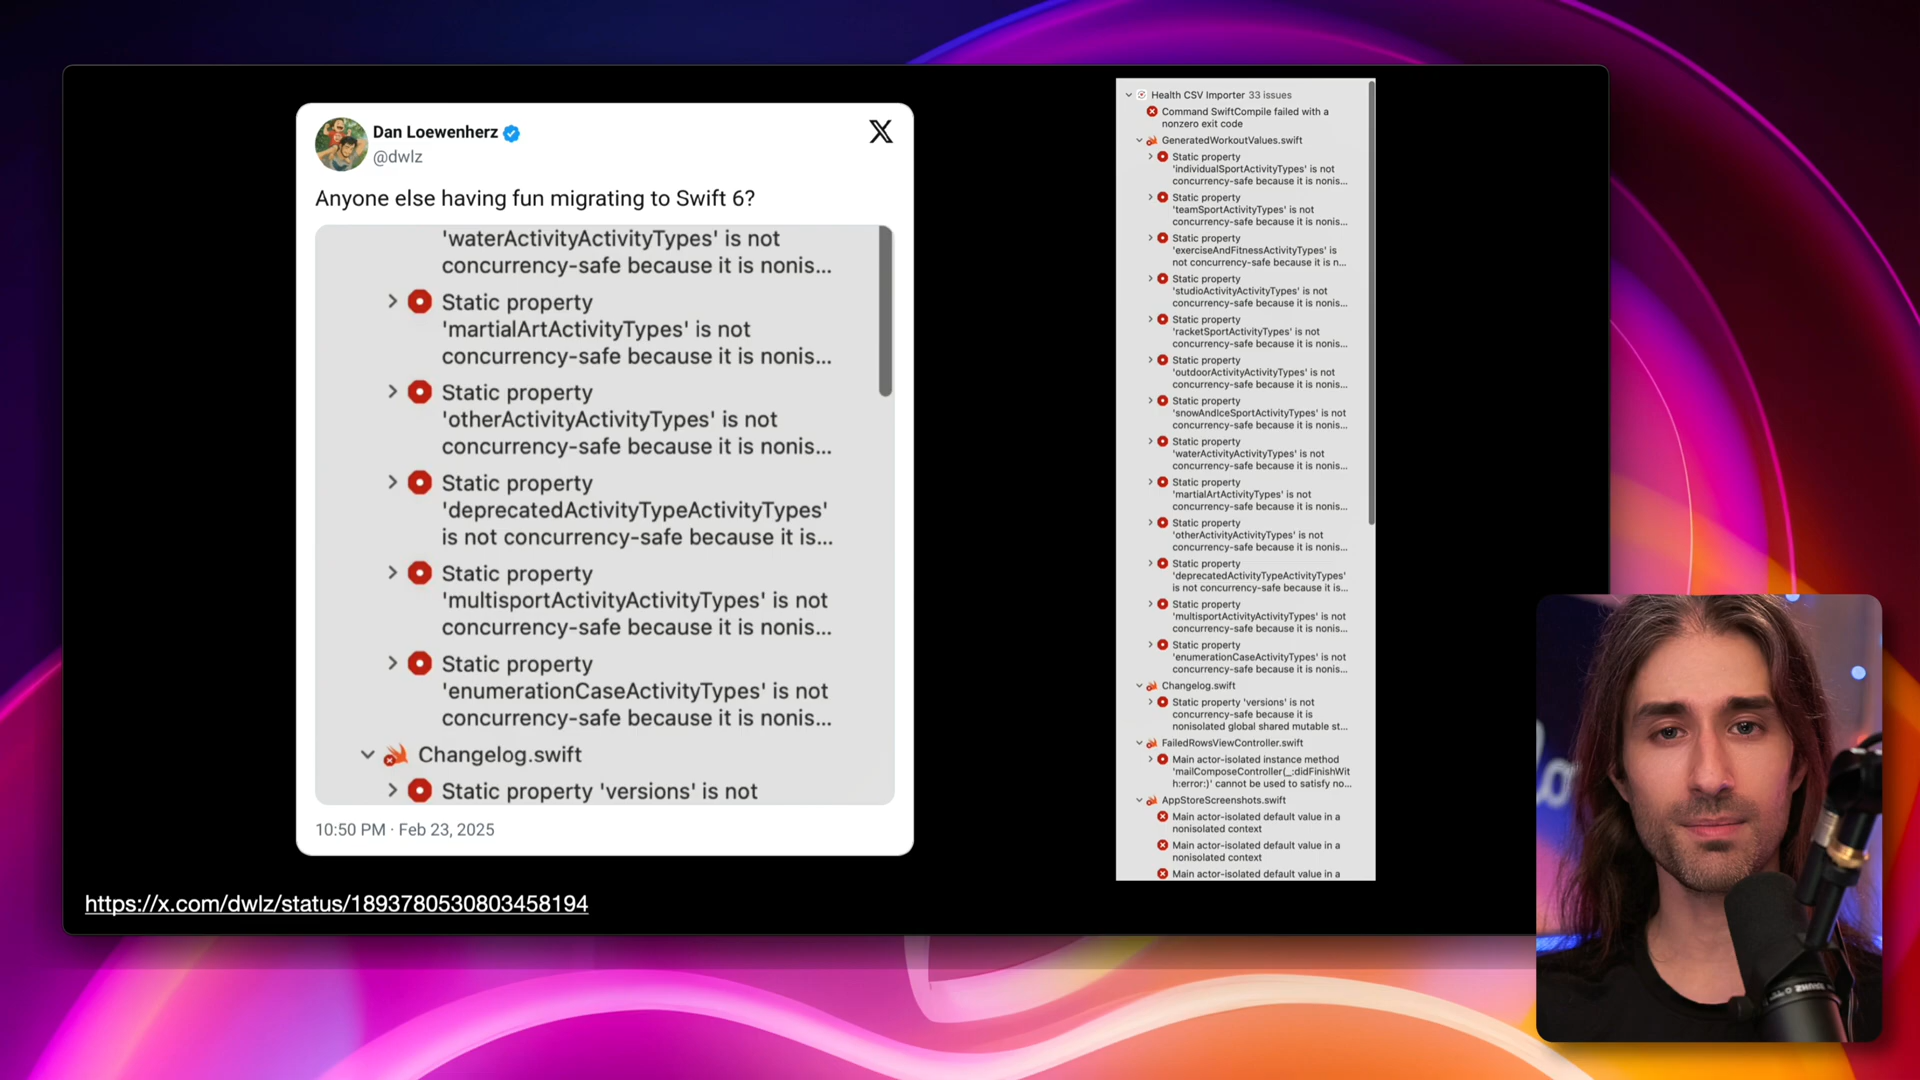 Dan Loewenherz
@dwlz
Anyone else having fun migrating to Swift 6?
'waterActivityActivityTypes' is not
concurrency-safe because it is nonis...
Static property
'martialArtActivityTypes' is not
concurrency-safe because it is nonis...
Static property
'otherActivityActivityTypes' is not
concurrency-safe because it is nonis...
Static property
'deprecatedActivityTypeActivityTypes'
is not concurrency-safe because it is...
Static property
'multisportActivityActivityTypes' is not
concurrency-safe because it is nonis...
Static property
'enumerationCaseActivityTypes' is not
concurrency-safe because it is nonis...
Changelog.swift
Static property 'versions' is not
10:50 PM · Feb 23, 2025
https://x.com/dwlz/status/1893780530803458194
Health CSV Importer 33 issues
Command SwiftCompile failed with a
nonzero exit code
GeneratedWorkoutValues.swift
Static property
'individualSportActivityTypes' is not
concurrency-safe because it is nonis...
Static property
'teamSportActivityTypes' is not
concurrency-safe because it is nonis...
Static property
'exerciseAndFitnessActivityTypes' is
not concurrency-safe because it is n...
Static property
'studioActivityActivityTypes' is not
concurrency-safe because it is nonis...
Static property
'racketSportActivityTypes' is not
concurrency-safe because it is nonis...
Static property
'outdoorActivityActivityTypes' is not
concurrency-safe because it is nonis...
Static property
'snowAndIceSportActivityTypes' is not
concurrency-safe because it is nonis...
Static property
'waterActivityActivityTypes' is not
concurrency-safe because it is nonis...
Static property
'martialArtActivityTypes' is not
concurrency-safe because it is nonis...
Static property
'otherActivityActivityTypes' is not
concurrency-safe because it is nonis...
Static property
'deprecatedActivityTypeActivityTypes'
is not concurrency-safe because it is...
Static property
'multisportActivityActivityTypes' is not
concurrency-safe because it is nonis...
Static property
'enumerationCaseActivityTypes' is not
concurrency-safe because it is nonis...
Changelog.swift
Static property 'versions' is not
concurrency-safe because it is
nonisolated global shared mutable st...
FailedRowsViewController.swift
Main actor-isolated instance method
'mailComposeController(_:didFinishWit
h:error:)' cannot be used to satisfy no...
AppStoreScreenshots.swift
Main actor-isolated default value in a
nonisolated context
Main actor-isolated default value in a
nonisolated context
Main actor-isolated default value in a